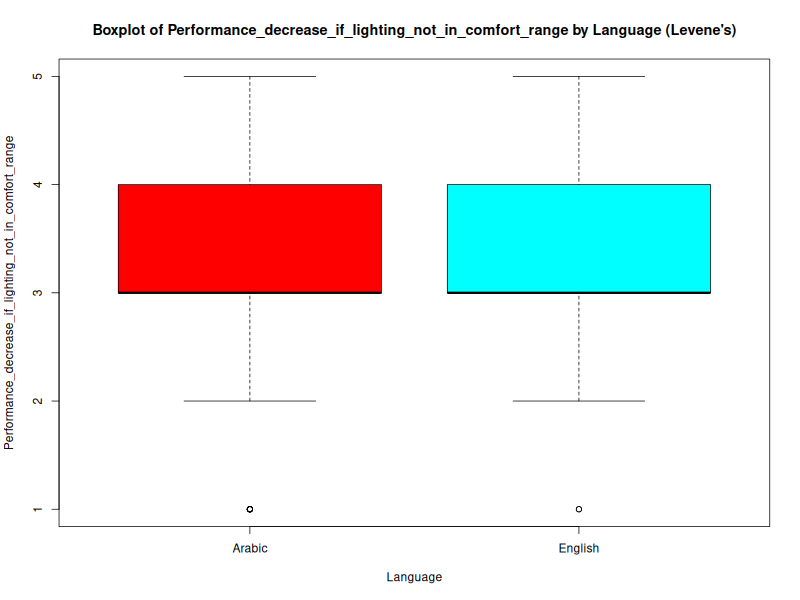 Boxplot of Performance_decrease_if_lighting_not_in_comfort_range by Language (Levene's)
Performance_decrease_if_lighting_not_in_comfort_range
5
4
3
2
1
Arabic
English
Language